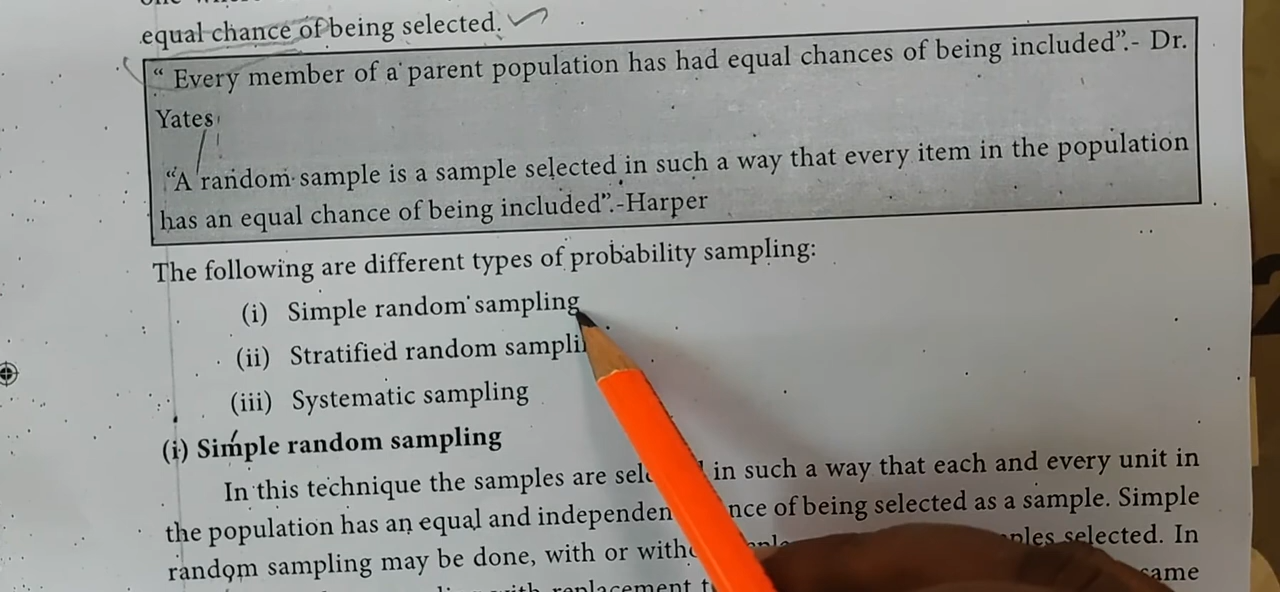 equal chance of being selected.
“ Every member of a parent population has had equal chances of being included”.- Dr.
Yates
“A random sample is a sample selected in such a way that every item in the population
has an equal chance of being included”.-Harper
The following are different types of probability sampling:
(i) Simple random sampling
(ii) Stratified random
(iii) Systematic sampling
(i) Simple random sampling
In this technique the samples are in such a way that each and every unit in
the population has an equal and of being selected as a sample. Simple
random sampling may be done, with or selected. In
replacement same